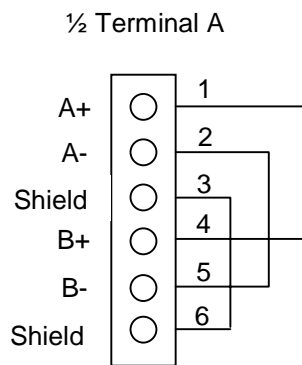 ½ Terminal A
A+ 1
A- 2
Shield 3
B+ 4
B- 5
Shield 6